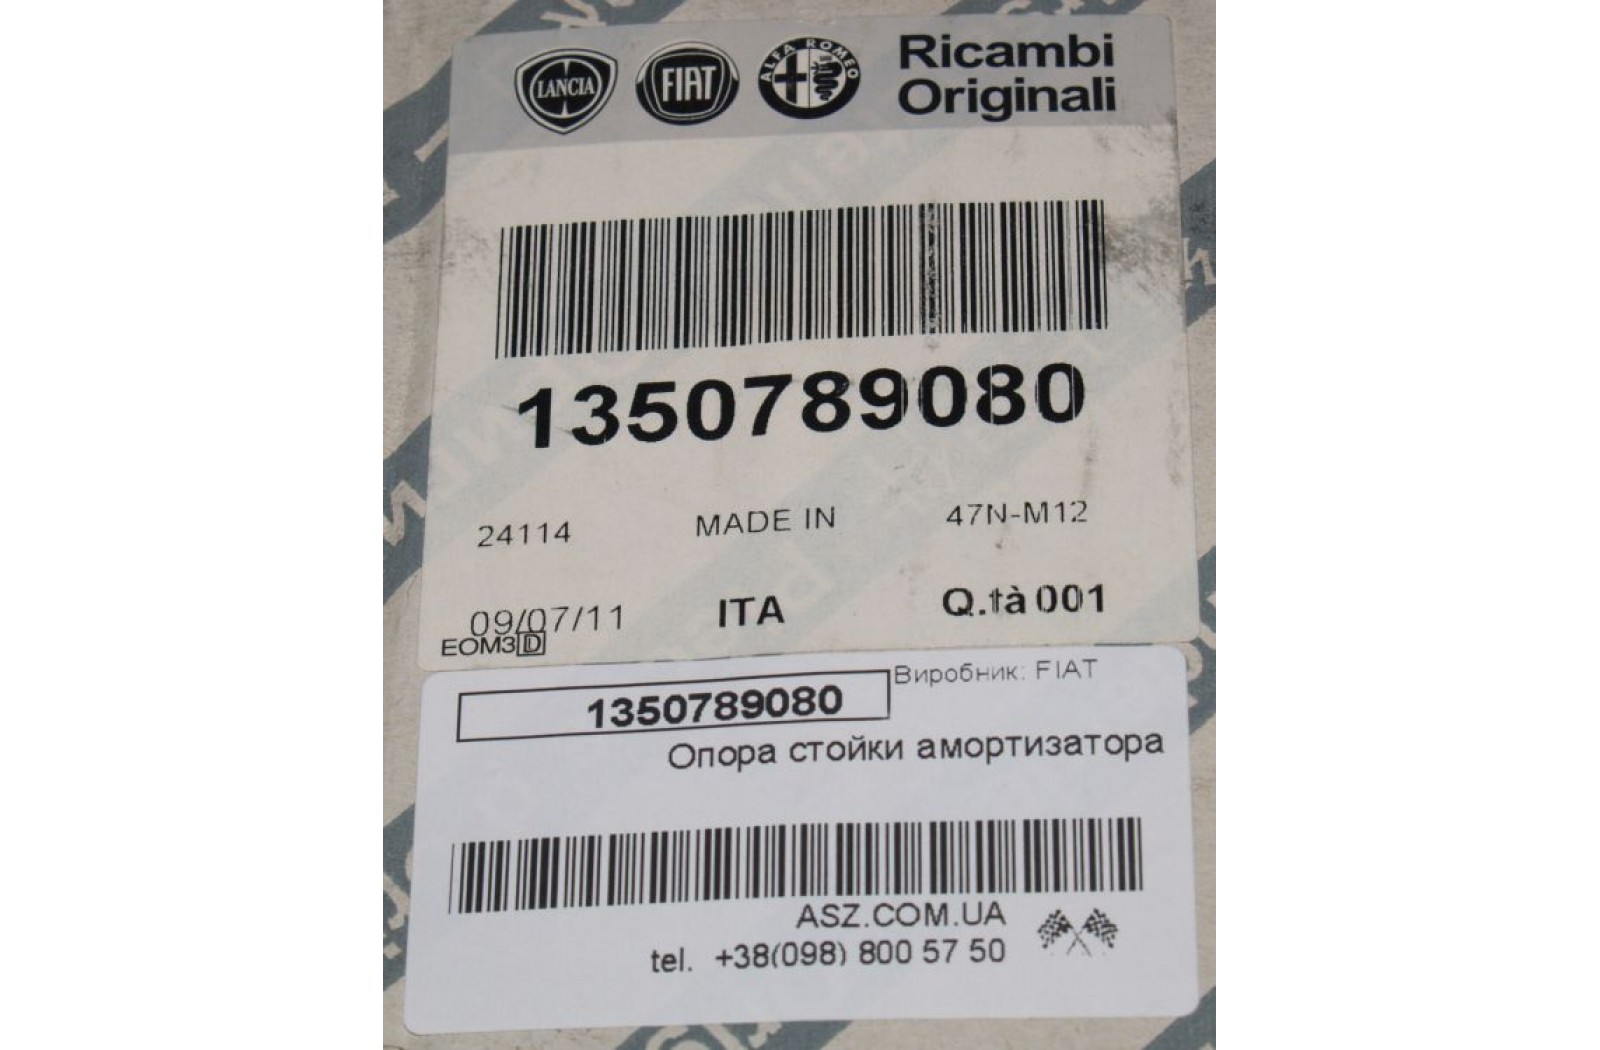 LANCIA FIAT ALFA ROMEO Ricambi
Originali
1350789080
24114 MADE IN 47N-M12
09/07/11 ITA Q.tà 001
EOM3 D
1350789080 Виробник: FIAT
Опора стойки амортизатора
ASZ.COM.UA
tel. +38(098) 800 57 50